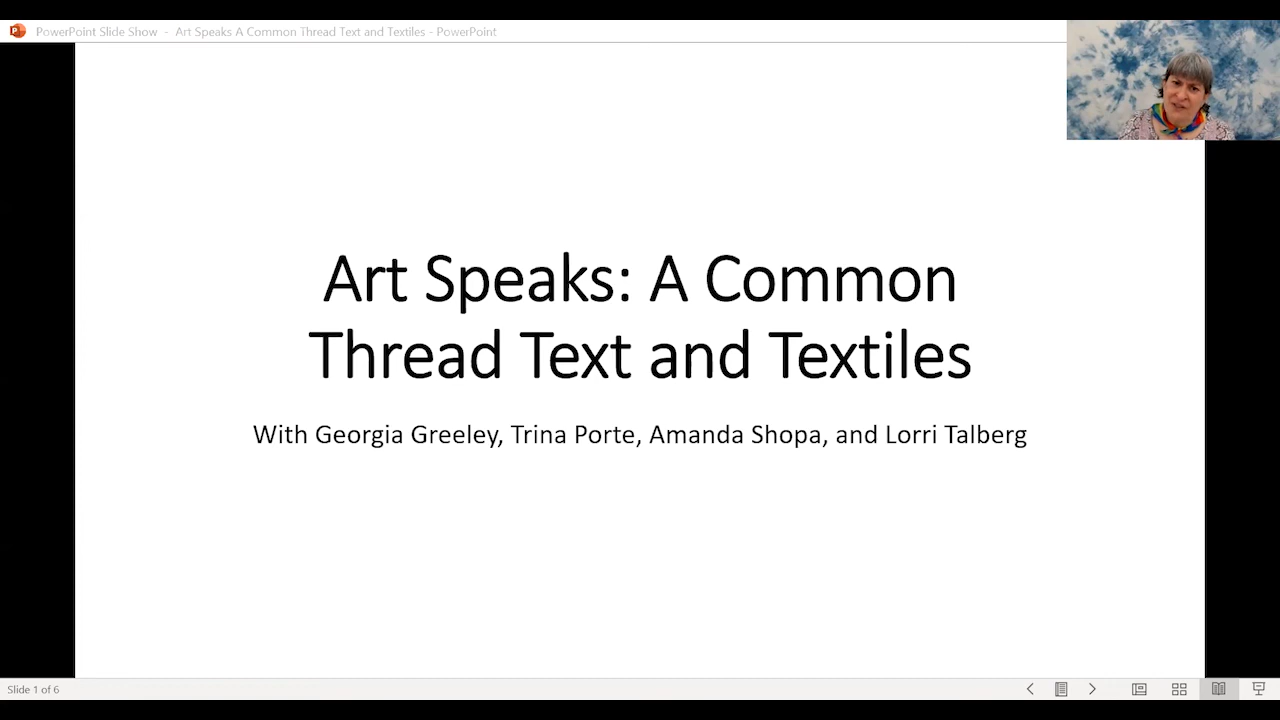 PowerPoint Slide Show - Art Speaks A Common Thread Text and Textiles - PowerPoint
Art Speaks: A Common
Thread Text and Textiles
With Georgia Greeley, Trina Porte, Amanda Shopa, and Lorri Talberg
Slide 1 of 6